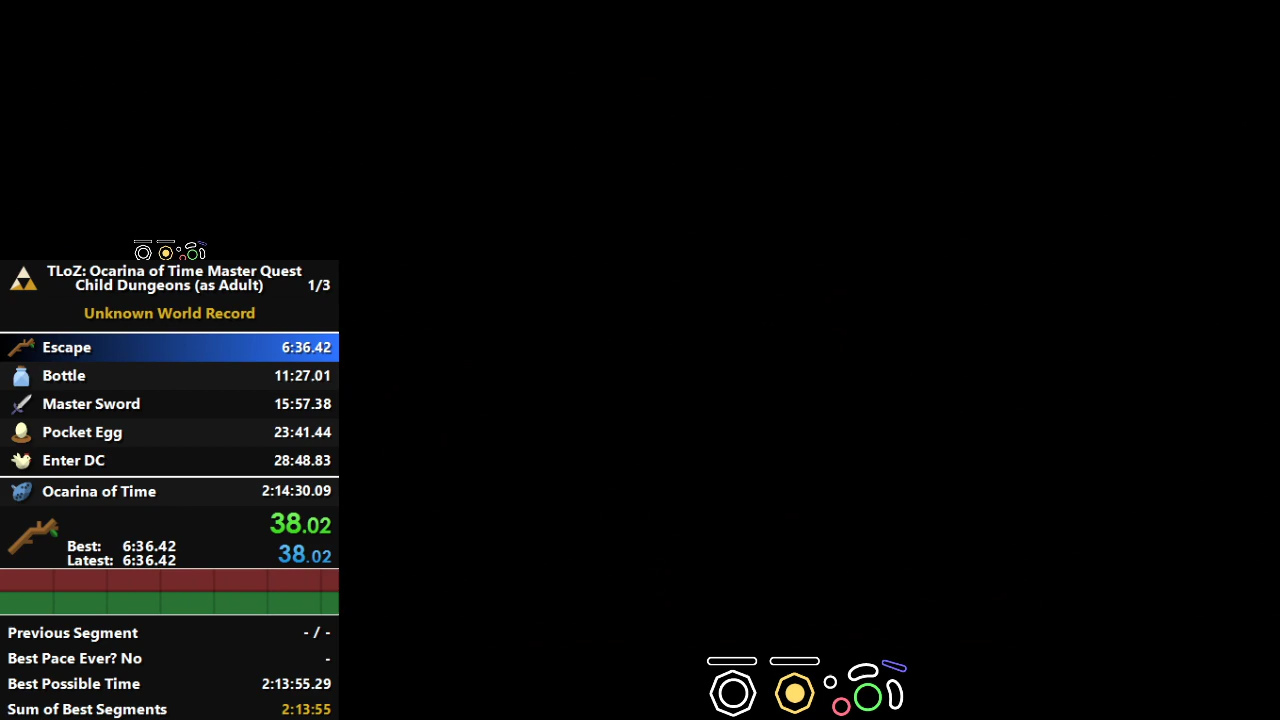 TLoZ: Ocarina of Time Master Quest
Child Dungeons (as Adult) 1/3
Unknown World Record
Escape 6:36.42
Bottle 11:27.01
Master Sword 15:57.38
Pocket Egg 23:41.44
Enter DC 28:48.83
Ocarina of Time 2:14:30.09
38.02
Best: 6:36.42 38.02
Latest: 6:36.42
Previous Segment - / -
Best Pace Ever? No -
Best Possible Time 2:13:55.29
Sum of Best Segments 2:13:55